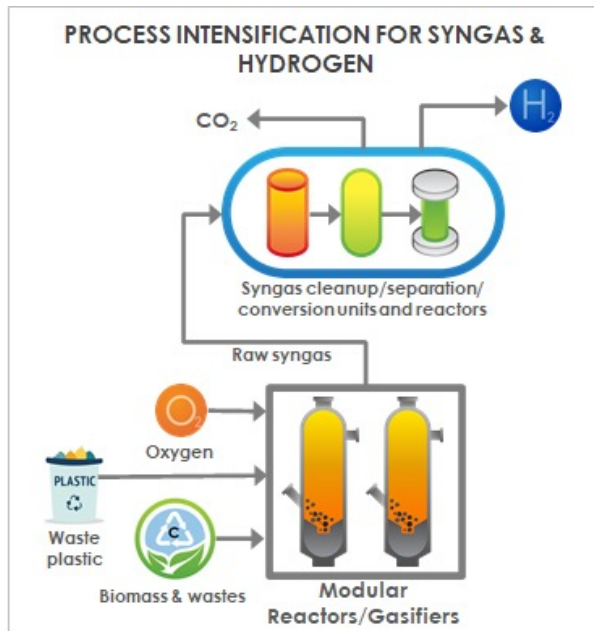 PROCESS INTENSIFICATION FOR SYNGAS &
HYDROGEN
CO₂
H₂
Syngas cleanup/separation/
conversion units and reactors
Raw syngas
O₂
Oxygen
PLASTIC
Waste
plastic
C
Biomass & wastes
Modular
Reactors/Gasifiers